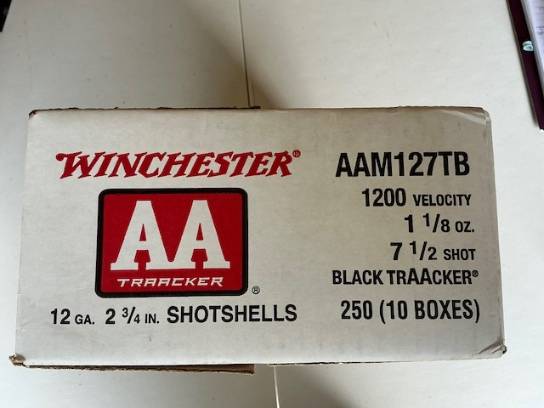 WINCHESTER®
AA
TRAACKER
®
12 GA. 2 3/4 IN. SHOTSHELLS
AAM127TB
1200 VELOCITY
1 1/8 OZ.
7 1/2 SHOT
BLACK TRAACKER®
250 (10 BOXES)